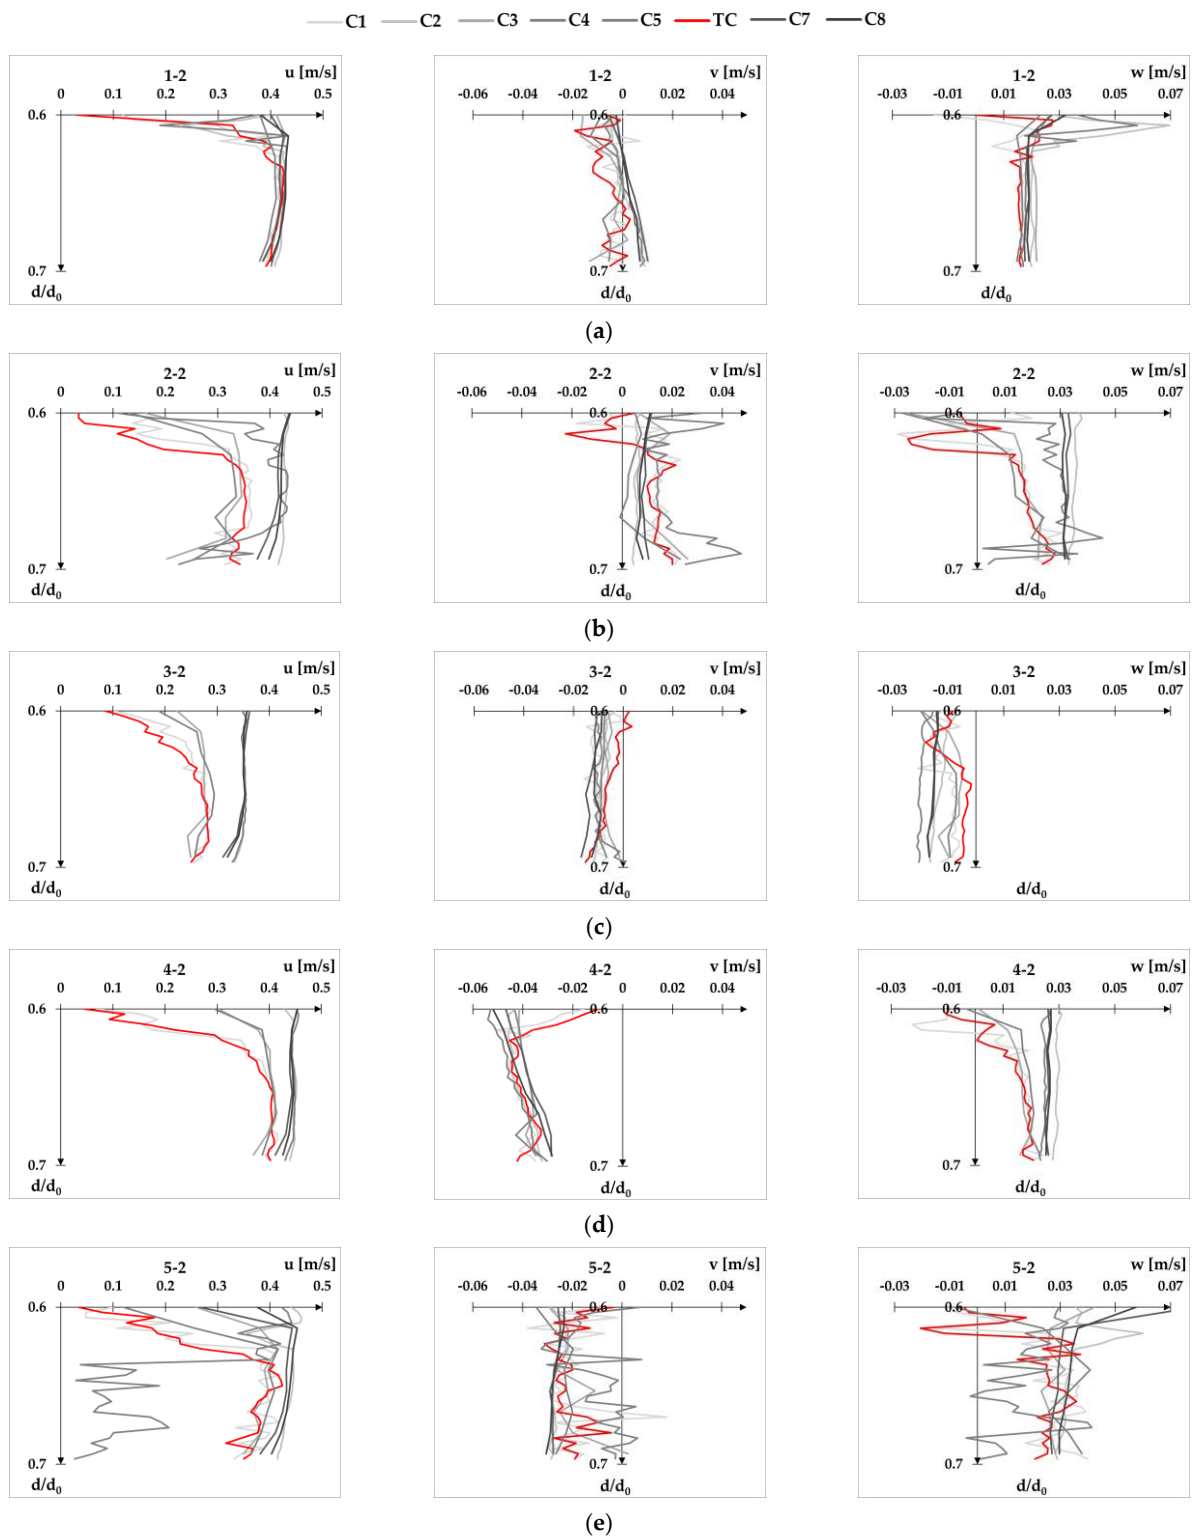 C1 C2 C3 C4 C5 TC C7 C8
1-2 u [m/s] 1-2 v [m/s] 1-2 w [m/s]
0 0.1 0.2 0.3 0.4 0.5 -0.06 -0.04 -0.02 0 0.02 0.04 -0.03 -0.01 0.01 0.03 0.05 0.07
0.6 0.6 0.6
0.7 0.7 0.7
d/d0 d/d0 d/d0
(a)
2-2 u [m/s] 2-2 v [m/s] 2-2 w [m/s]
0 0.1 0.2 0.3 0.4 0.5 -0.06 -0.04 -0.02 0 0.02 0.04 -0.03 -0.01 0.01 0.03 0.05 0.07
0.6 0.6 0.6
0.7 0.7 0.7
d/d0 d/d0 d/d0
(b)
3-2 u [m/s] 3-2 v [m/s] 3-2 w [m/s]
0 0.1 0.2 0.3 0.4 0.5 -0.06 -0.04 -0.02 0 0.02 0.04 -0.03 -0.01 0.01 0.03 0.05 0.07
0.6 0.6 0.6
0.7 0.7 0.7
d/d0 d/d0 d/d0
(c)
4-2 u [m/s] 4-2 v [m/s] 4-2 w [m/s]
0 0.1 0.2 0.3 0.4 0.5 -0.06 -0.04 -0.02 0 0.02 0.04 -0.03 -0.01 0.01 0.03 0.05 0.07
0.6 0.6 0.6
0.7 0.7 0.7
d/d0 d/d0 d/d0
(d)
5-2 u [m/s] 5-2 v [m/s] 5-2 w [m/s]
0 0.1 0.2 0.3 0.4 0.5 -0.06 -0.04 -0.02 0 0.02 0.04 -0.03 -0.01 0.01 0.03 0.05 0.07
0.6 0.6 0.6
0.7 0.7 0.7
d/d0 d/d0 d/d0
(e)